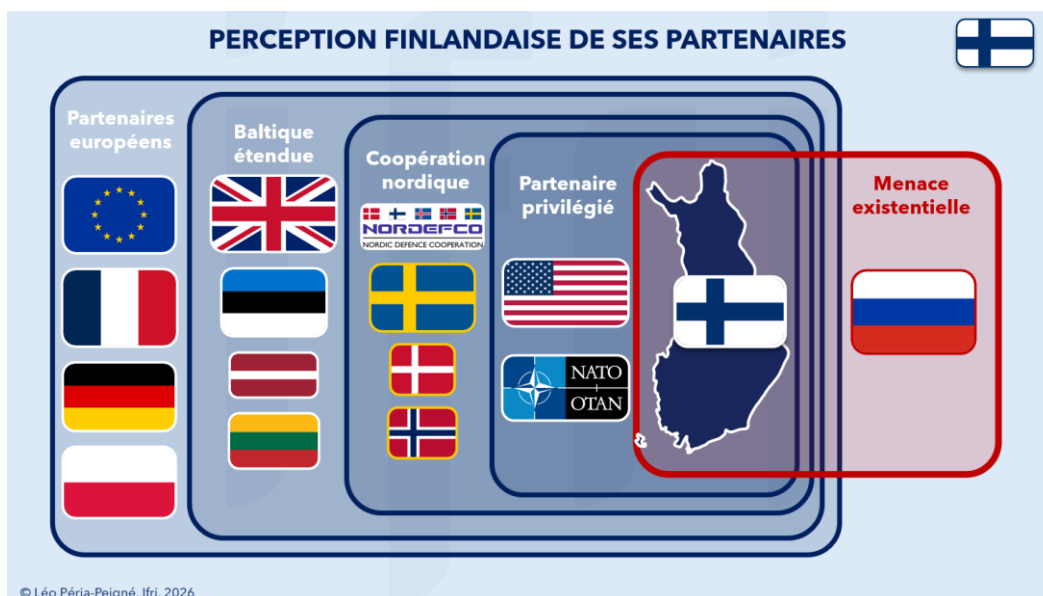 PERCEPTION FINLANDAISE DE SES PARTENAIRES
Partenaires
européens
Baltique
étendue
Coopération
nordique
NORDEFCO
NORDIC DEFENCE COOPERATION
Partenaire
privilégié
NATO
OTAN
Menace
existentielle
© Léo Péria-Peigné, Ifri, 2026